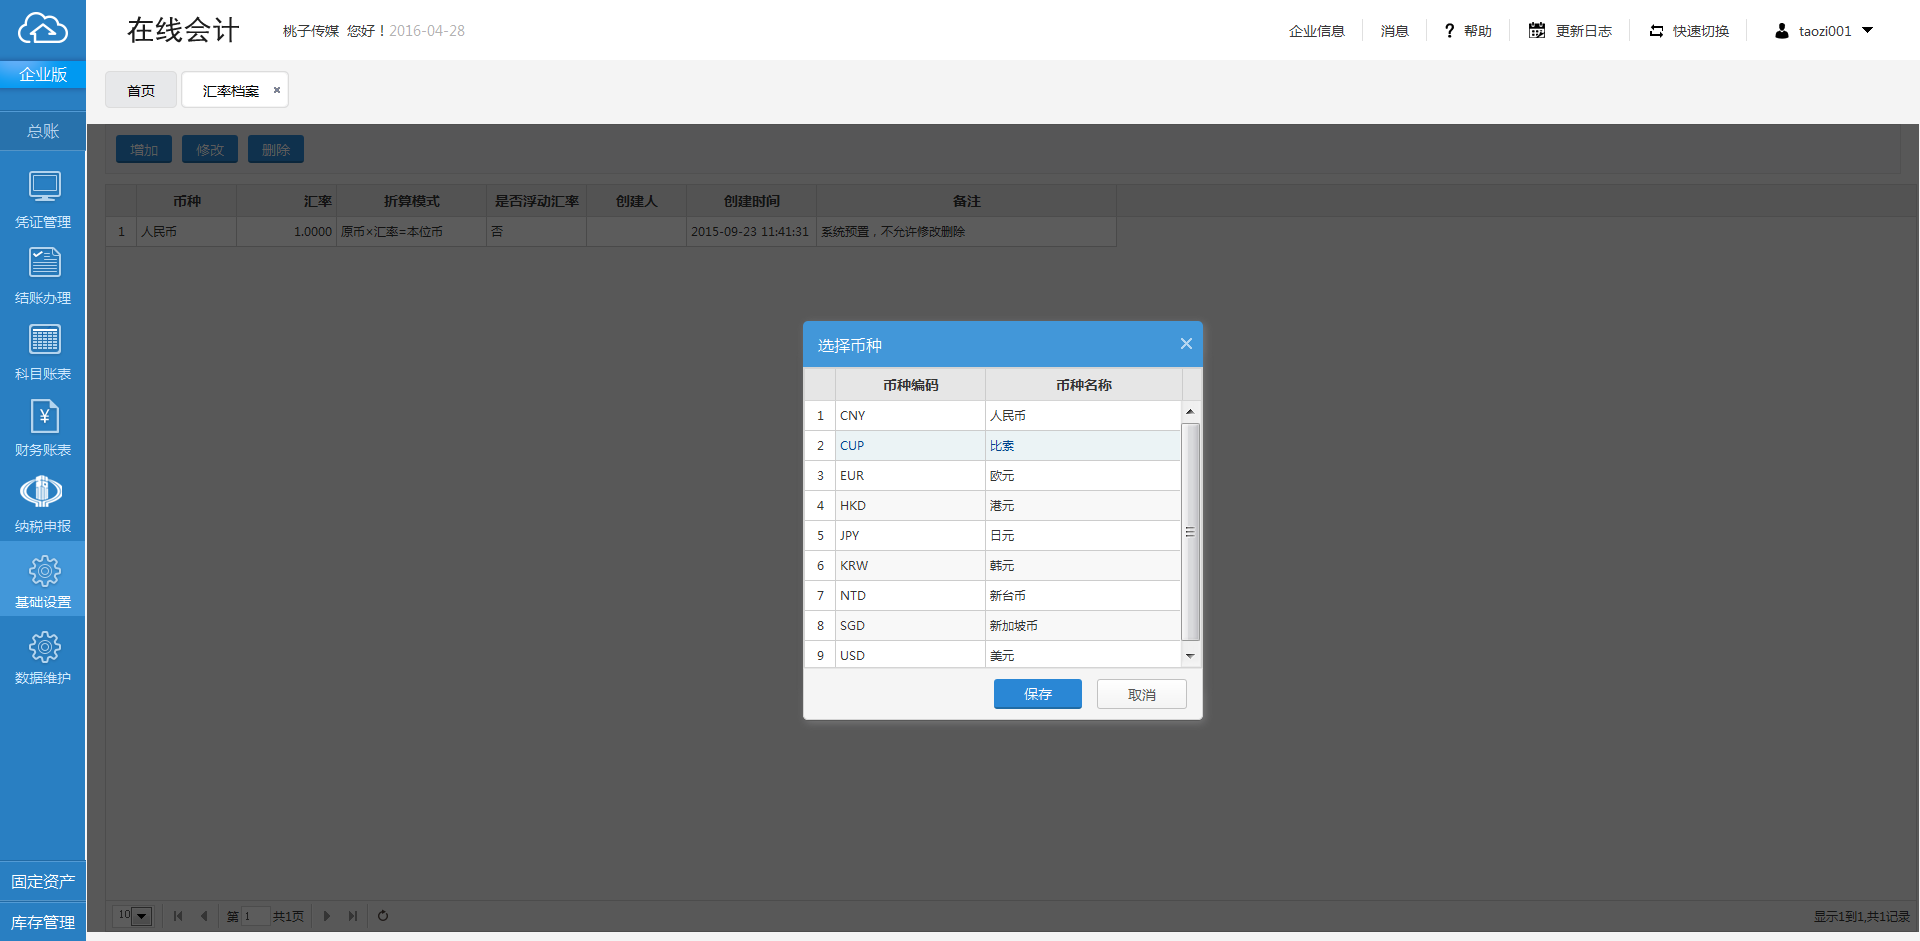 在线会计 桃子传媒 您好！2016-04-28 企业信息 消息 ? 帮助 更新日志 快速切换 taozi001
企业版
首页 汇率档案 ×
总账
凭证管理
结账办理
科目账表
财务账表
纳税申报
基础设置
数据维护
固定资产
库存管理
增加 修改 删除
币种 汇率 折算模式 是否浮动汇率 创建人 创建时间 备注
1 人民币 1.0000 原币×汇率=本位币 否 2015-09-23 11:41:31 系统预置，不允许修改删除
选择币种 ×
币种编码 币种名称
1 CNY 人民币
2 CUP 比索
3 EUR 欧元
4 HKD 港元
5 JPY 日元
6 KRW 韩元
7 NTD 新台币
8 SGD 新加坡币
9 USD 美元
保存 取消
10 第 1 共1页 显示1到1,共1记录